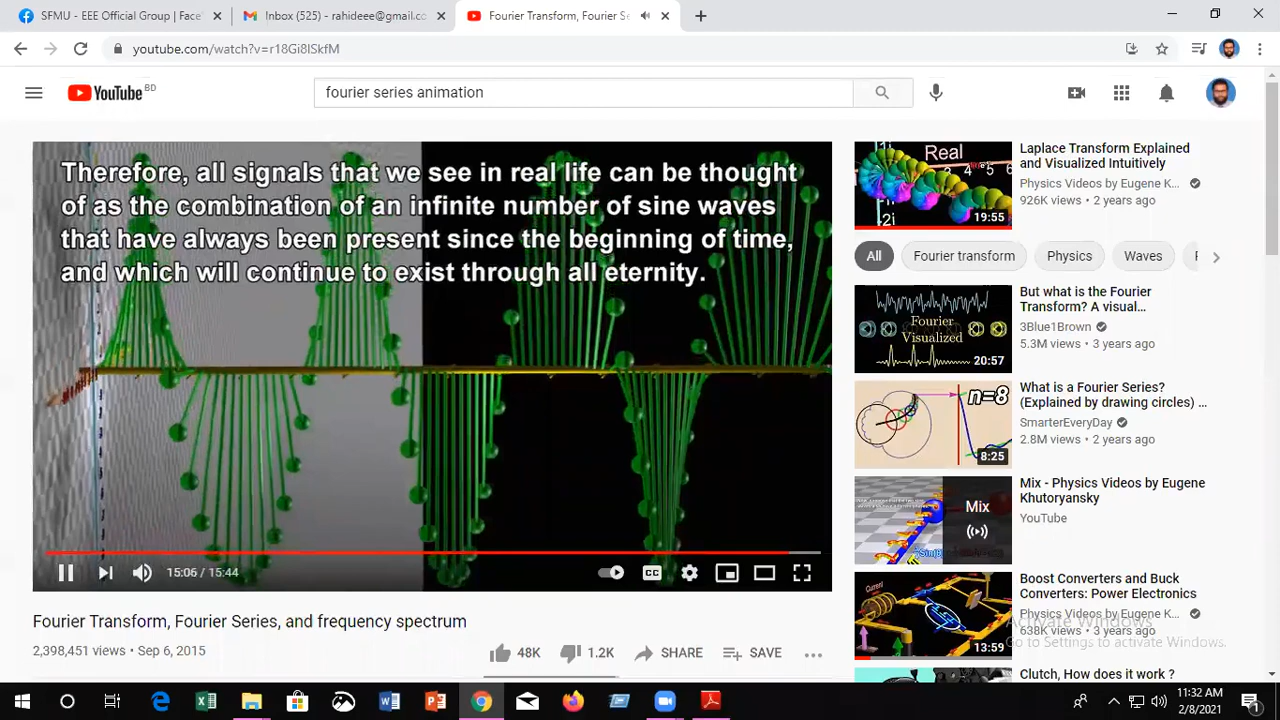 SFMU - EEE Official Group | Face
Inbox (525) - rahideee@gmail.co
Fourier Transform, Fourier Se
youtube.com/watch?v=r18Gi8lSkfM
YouTube BD
fourier series animation
Therefore, all signals that we see in real life can be thought
of as the combination of an infinite number of sine waves
that have always been present since the beginning of time,
and which will continue to exist through all eternity.
15:06 / 15:44
CC
Fourier Transform, Fourier Series, and frequency spectrum
2,398,451 views • Sep 6, 2015
48K
1.2K
SHARE
SAVE
Real
4 5 6
2i
2i
19:55
Laplace Transform Explained
and Visualized Intuitively
Physics Videos by Eugene K...
926K views • 2 years ago
All
Fourier transform
Physics
Waves
Fourier
Visualized
20:57
But what is the Fourier
Transform? A visual…
3Blue1Brown
5.3M views • 3 years ago
n=8
8:25
What is a Fourier Series?
(Explained by drawing circles) …
SmarterEveryDay
2.8M views • 2 years ago
Mix
Mix - Physics Videos by Eugene
Khutoryansky
YouTube
Current
13:59
Boost Converters and Buck
Converters: Power Electronics
Physics Videos by Eugene K...
638K views • 3 years ago
Clutch, How does it work ?
Activate Windows
Go to Settings to activate Windows.
11:32 AM
2/8/2021
1